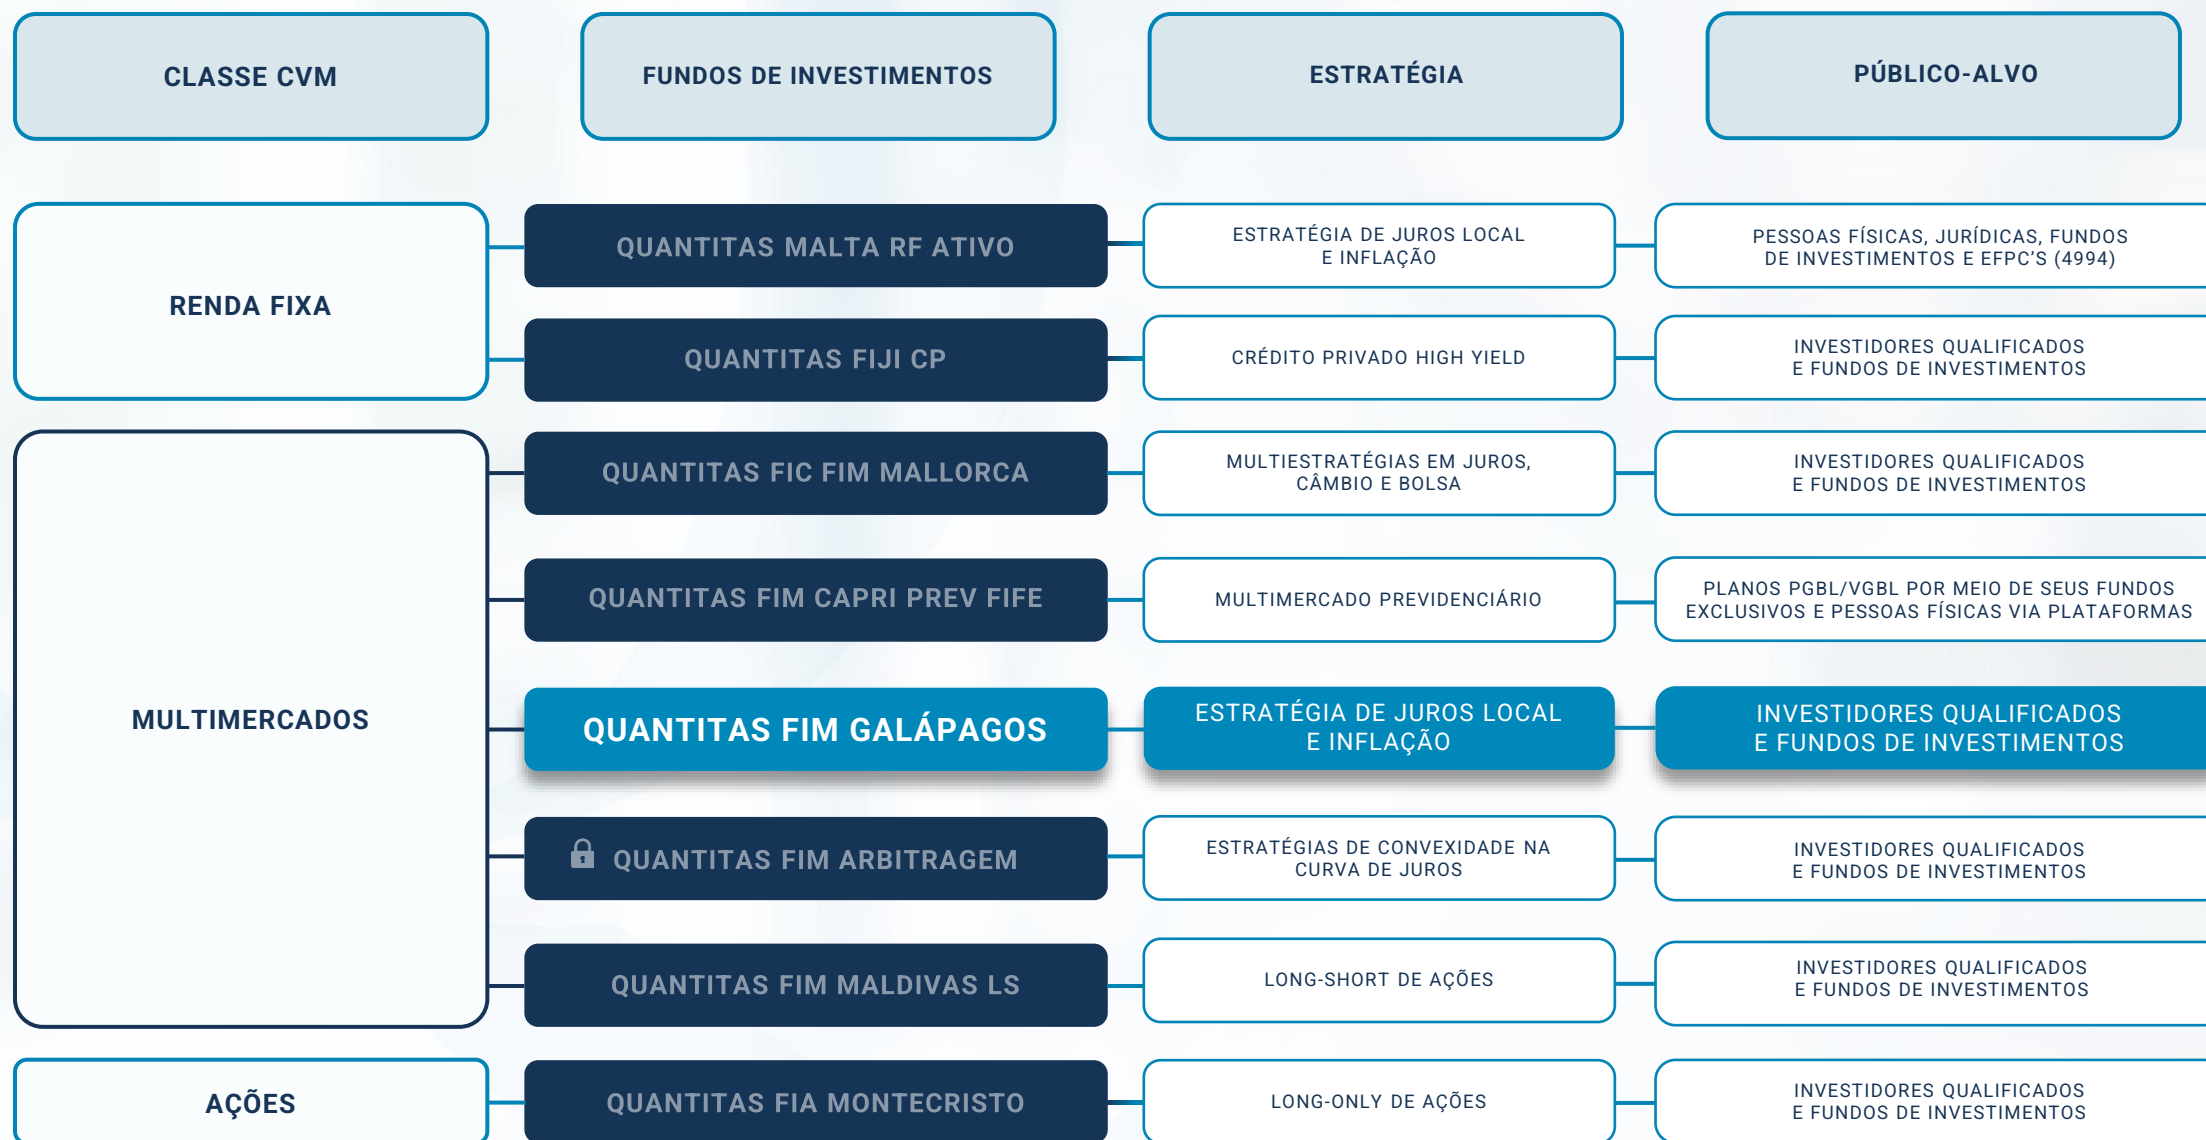 CLASSE CVM
FUNDOS DE INVESTIMENTOS
ESTRATÉGIA
PÚBLICO-ALVO
RENDA FIXA
QUANTITAS MALTA RF ATIVO
ESTRATÉGIA DE JUROS LOCAL
E INFLAÇÃO
PESSOAS FÍSICAS, JURÍDICAS, FUNDOS
DE INVESTIMENTOS E EFPC'S (4994)
QUANTITAS FIJI CP
CRÉDITO PRIVADO HIGH YIELD
INVESTIDORES QUALIFICADOS
E FUNDOS DE INVESTIMENTOS
MULTIMERCADOS
QUANTITAS FIC FIM MALLORCA
MULTIESTRATÉGIAS EM JUROS,
CÂMBIO E BOLSA
INVESTIDORES QUALIFICADOS
E FUNDOS DE INVESTIMENTOS
QUANTITAS FIM CAPRI PREV FIFE
MULTIMERCADO PREVIDENCIÁRIO
PLANOS PGBL/VGBL POR MEIO DE SEUS FUNDOS
EXCLUSIVOS E PESSOAS FÍSICAS VIA PLATAFORMAS
QUANTITAS FIM GALÁPAGOS
ESTRATÉGIA DE JUROS LOCAL
E INFLAÇÃO
INVESTIDORES QUALIFICADOS
E FUNDOS DE INVESTIMENTOS
QUANTITAS FIM ARBITRAGEM
ESTRATÉGIAS DE CONVEXIDADE NA
CURVA DE JUROS
INVESTIDORES QUALIFICADOS
E FUNDOS DE INVESTIMENTOS
QUANTITAS FIM MALDIVAS LS
LONG-SHORT DE AÇÕES
INVESTIDORES QUALIFICADOS
E FUNDOS DE INVESTIMENTOS
AÇÕES
QUANTITAS FIA MONTECRISTO
LONG-ONLY DE AÇÕES
INVESTIDORES QUALIFICADOS
E FUNDOS DE INVESTIMENTOS